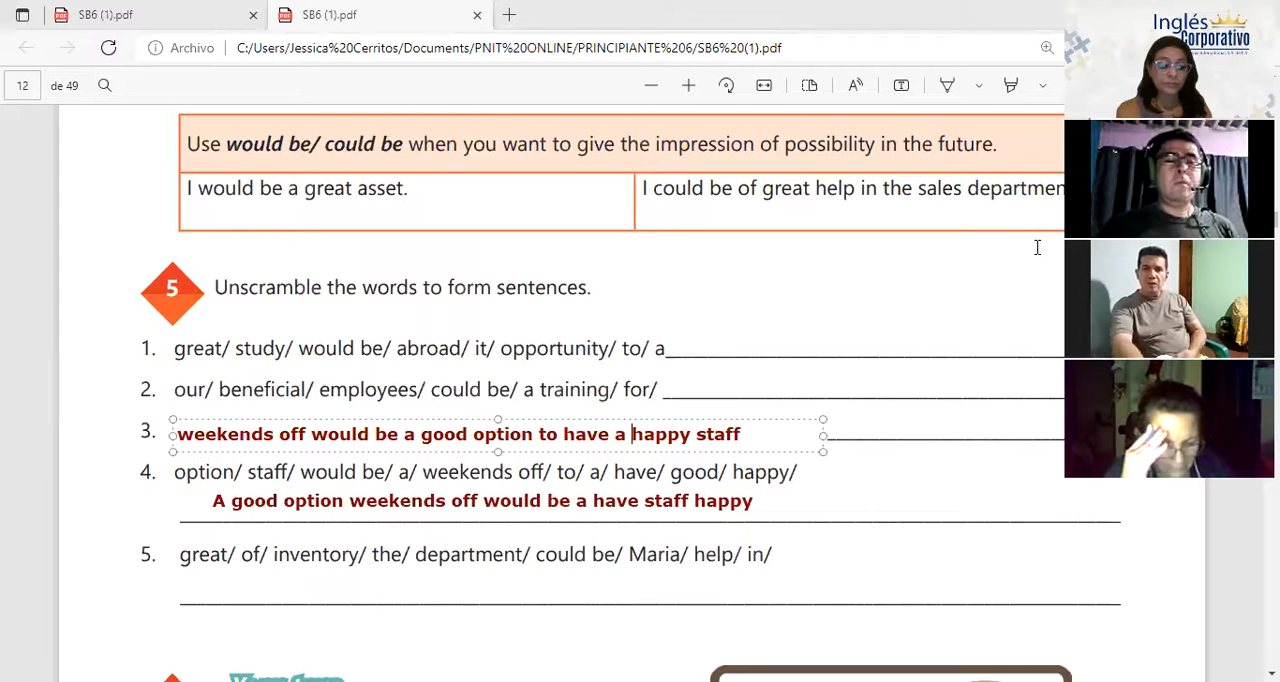 SB6 (1).pdf
SB6 (1).pdf
Archivo
C:/Users/Jessica%20Cerritos/Documents/PNIT%20ONLINE/PRINCIPIANTE%206/SB6%20(1).pdf
12 de 49
Inglés
Corporativo
Use would be/ could be when you want to give the impression of possibility in the future.
I would be a great asset.
I could be of great help in the sales departmen
5 Unscramble the words to form sentences.
1. great/ study/ would be/ abroad/ it/ opportunity/ to/ a
2. our/ beneficial/ employees/ could be/ a training/ for/
3. weekends off would be a good option to have a happy staff
4. option/ staff/ would be/ a/ weekends off/ to/ a/ have/ good/ happy/
A good option weekends off would be a have staff happy
5. great/ of/ inventory/ the/ department/ could be/ Maria/ help/ in/